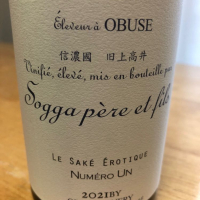 Éleveur à OBUSE
信濃國 旧上高井
Vinifié, élevé, mis en bouteille par
Sogga père et fils
LE SAKÉ EROTIQUE
NUMÉRO UN
2021BY